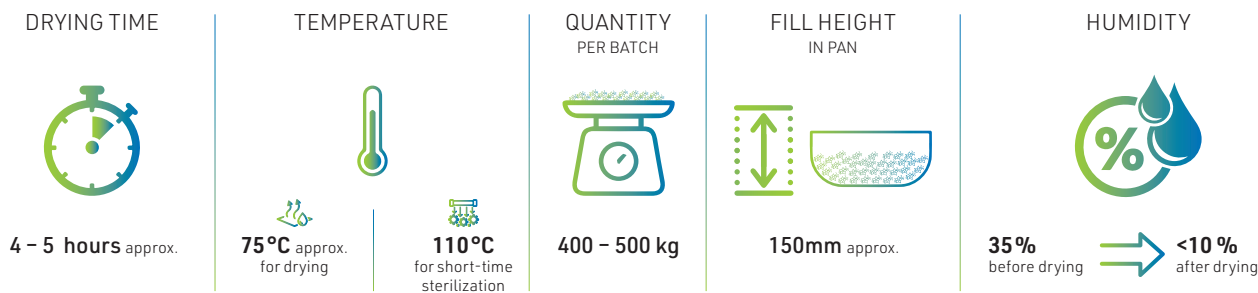 DRYING TIME
4 – 5 hours approx.
TEMPERATURE
75°C approx.
for drying
110°C
for short-time
sterilization
QUANTITY
PER BATCH
400 – 500 kg
FILL HEIGHT
IN PAN
150mm approx.
HUMIDITY
%
35%
before drying
<10 %
after drying